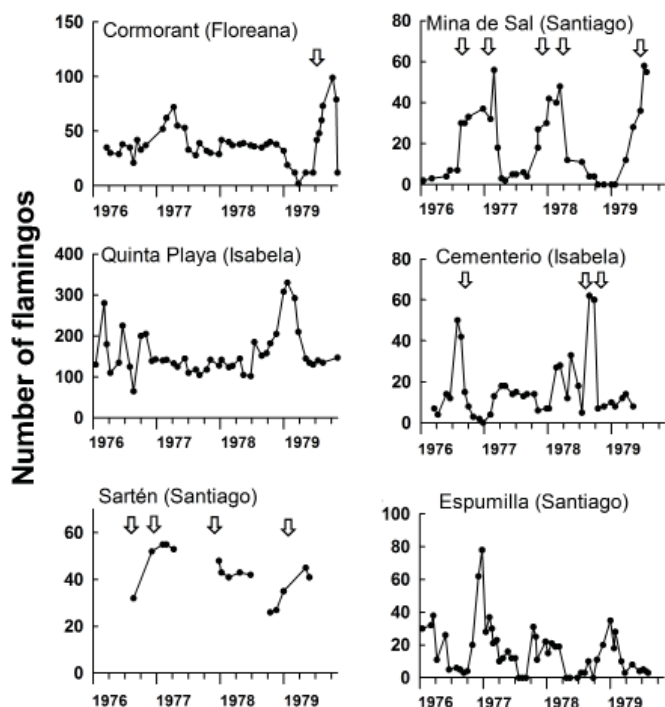 Number of flamingos
Cormorant (Floreana)
150
100
50
0
1976 1977 1978 1979
Mina de Sal (Santiago)
80
60
40
20
0
1976 1977 1978 1979
Quinta Playa (Isabela)
400
300
200
100
0
1976 1977 1978 1979
Cementerio (Isabela)
80
60
40
20
0
1976 1977 1978 1979
Sartén (Santiago)
60
40
20
0
1976 1977 1978 1979
Espumilla (Santiago)
100
80
60
40
20
0
1976 1977 1978 1979